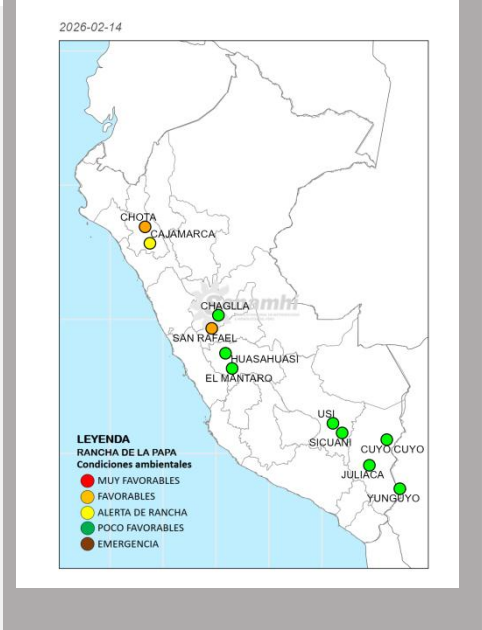 2026-02-14
CHOTA
CAJAMARCA
Senamhi
CHAGLLA
SAN RAFAEL
HUASAHUASI
EL MANTARO
USI
SICUANI
CUYO CUYO
JULIACA
YUNGUYO
LEYENDA
RANCHA DE LA PAPA
Condiciones ambientales
MUY FAVORABLES
FAVORABLES
ALERTA DE RANCHA
POCO FAVORABLES
EMERGENCIA